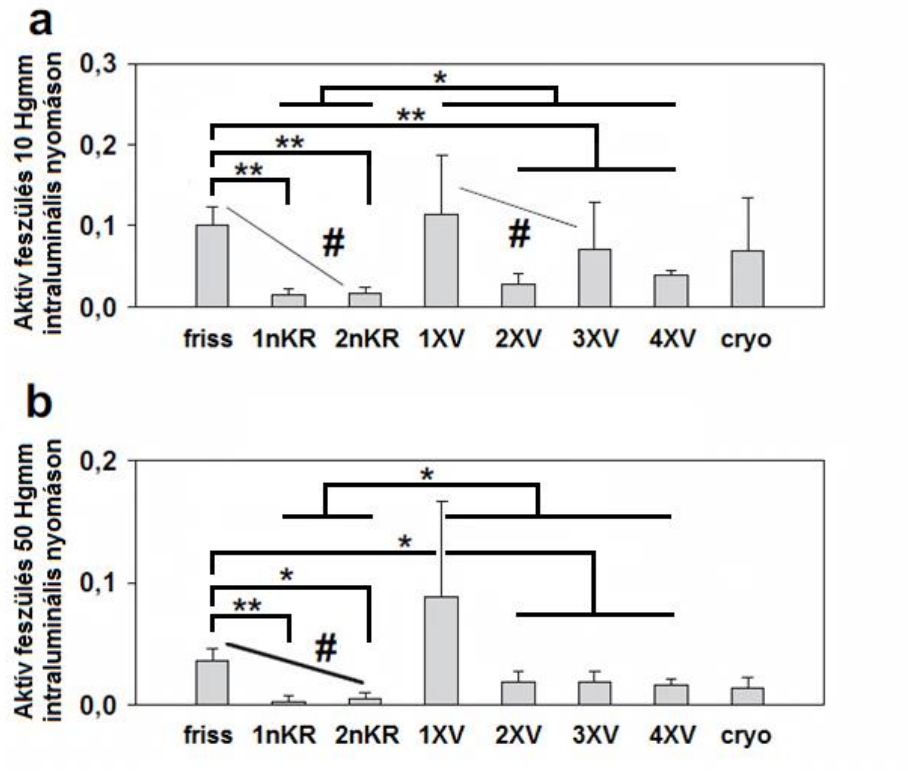 a
Aktív feszülés 10 Hgmm
intraluminális nyomáson
0,3
0,2
0,1
0,0
*
**
**
**
#
#
friss 1nKR 2nKR 1XV 2XV 3XV 4XV cryo
b
Aktív feszülés 50 Hgmm
intraluminális nyomáson
0,2
0,1
0,0
*
*
*
**
#
friss 1nKR 2nKR 1XV 2XV 3XV 4XV cryo